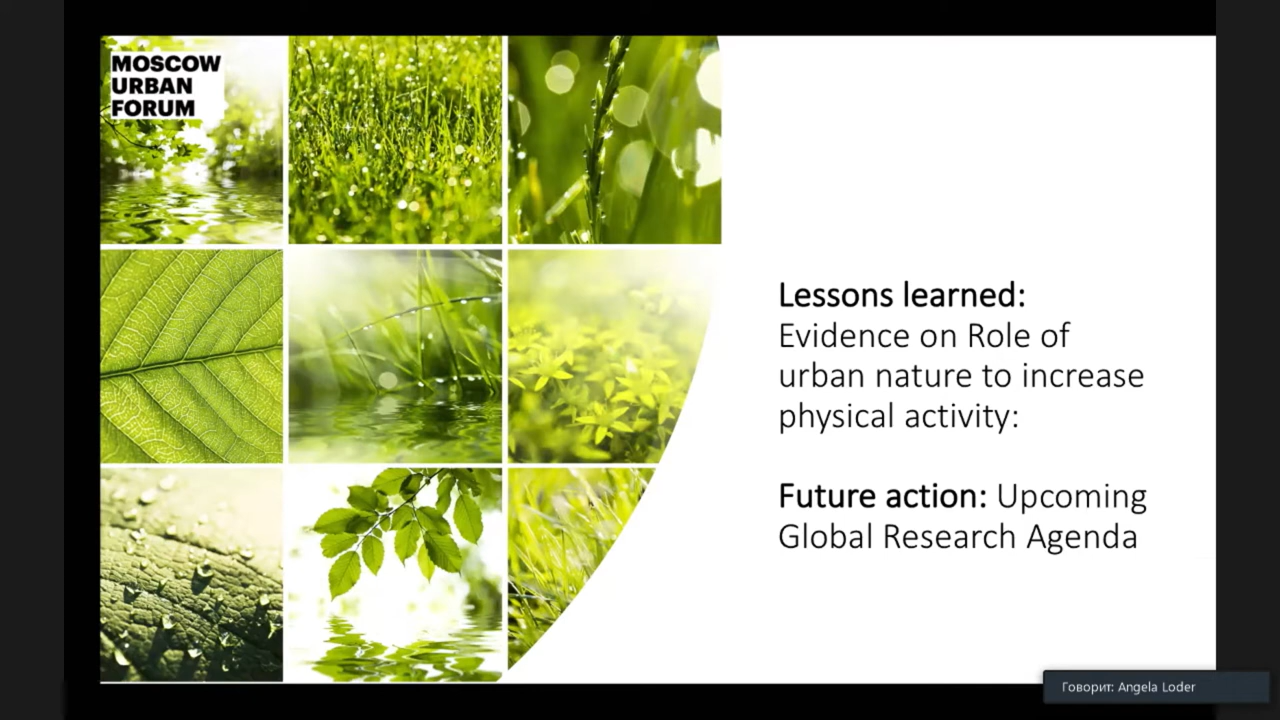 MOSCOW
URBAN
FORUM
Lessons learned:
Evidence on Role of
urban nature to increase
physical activity:
Future action: Upcoming
Global Research Agenda
Говорит: Angela Loder